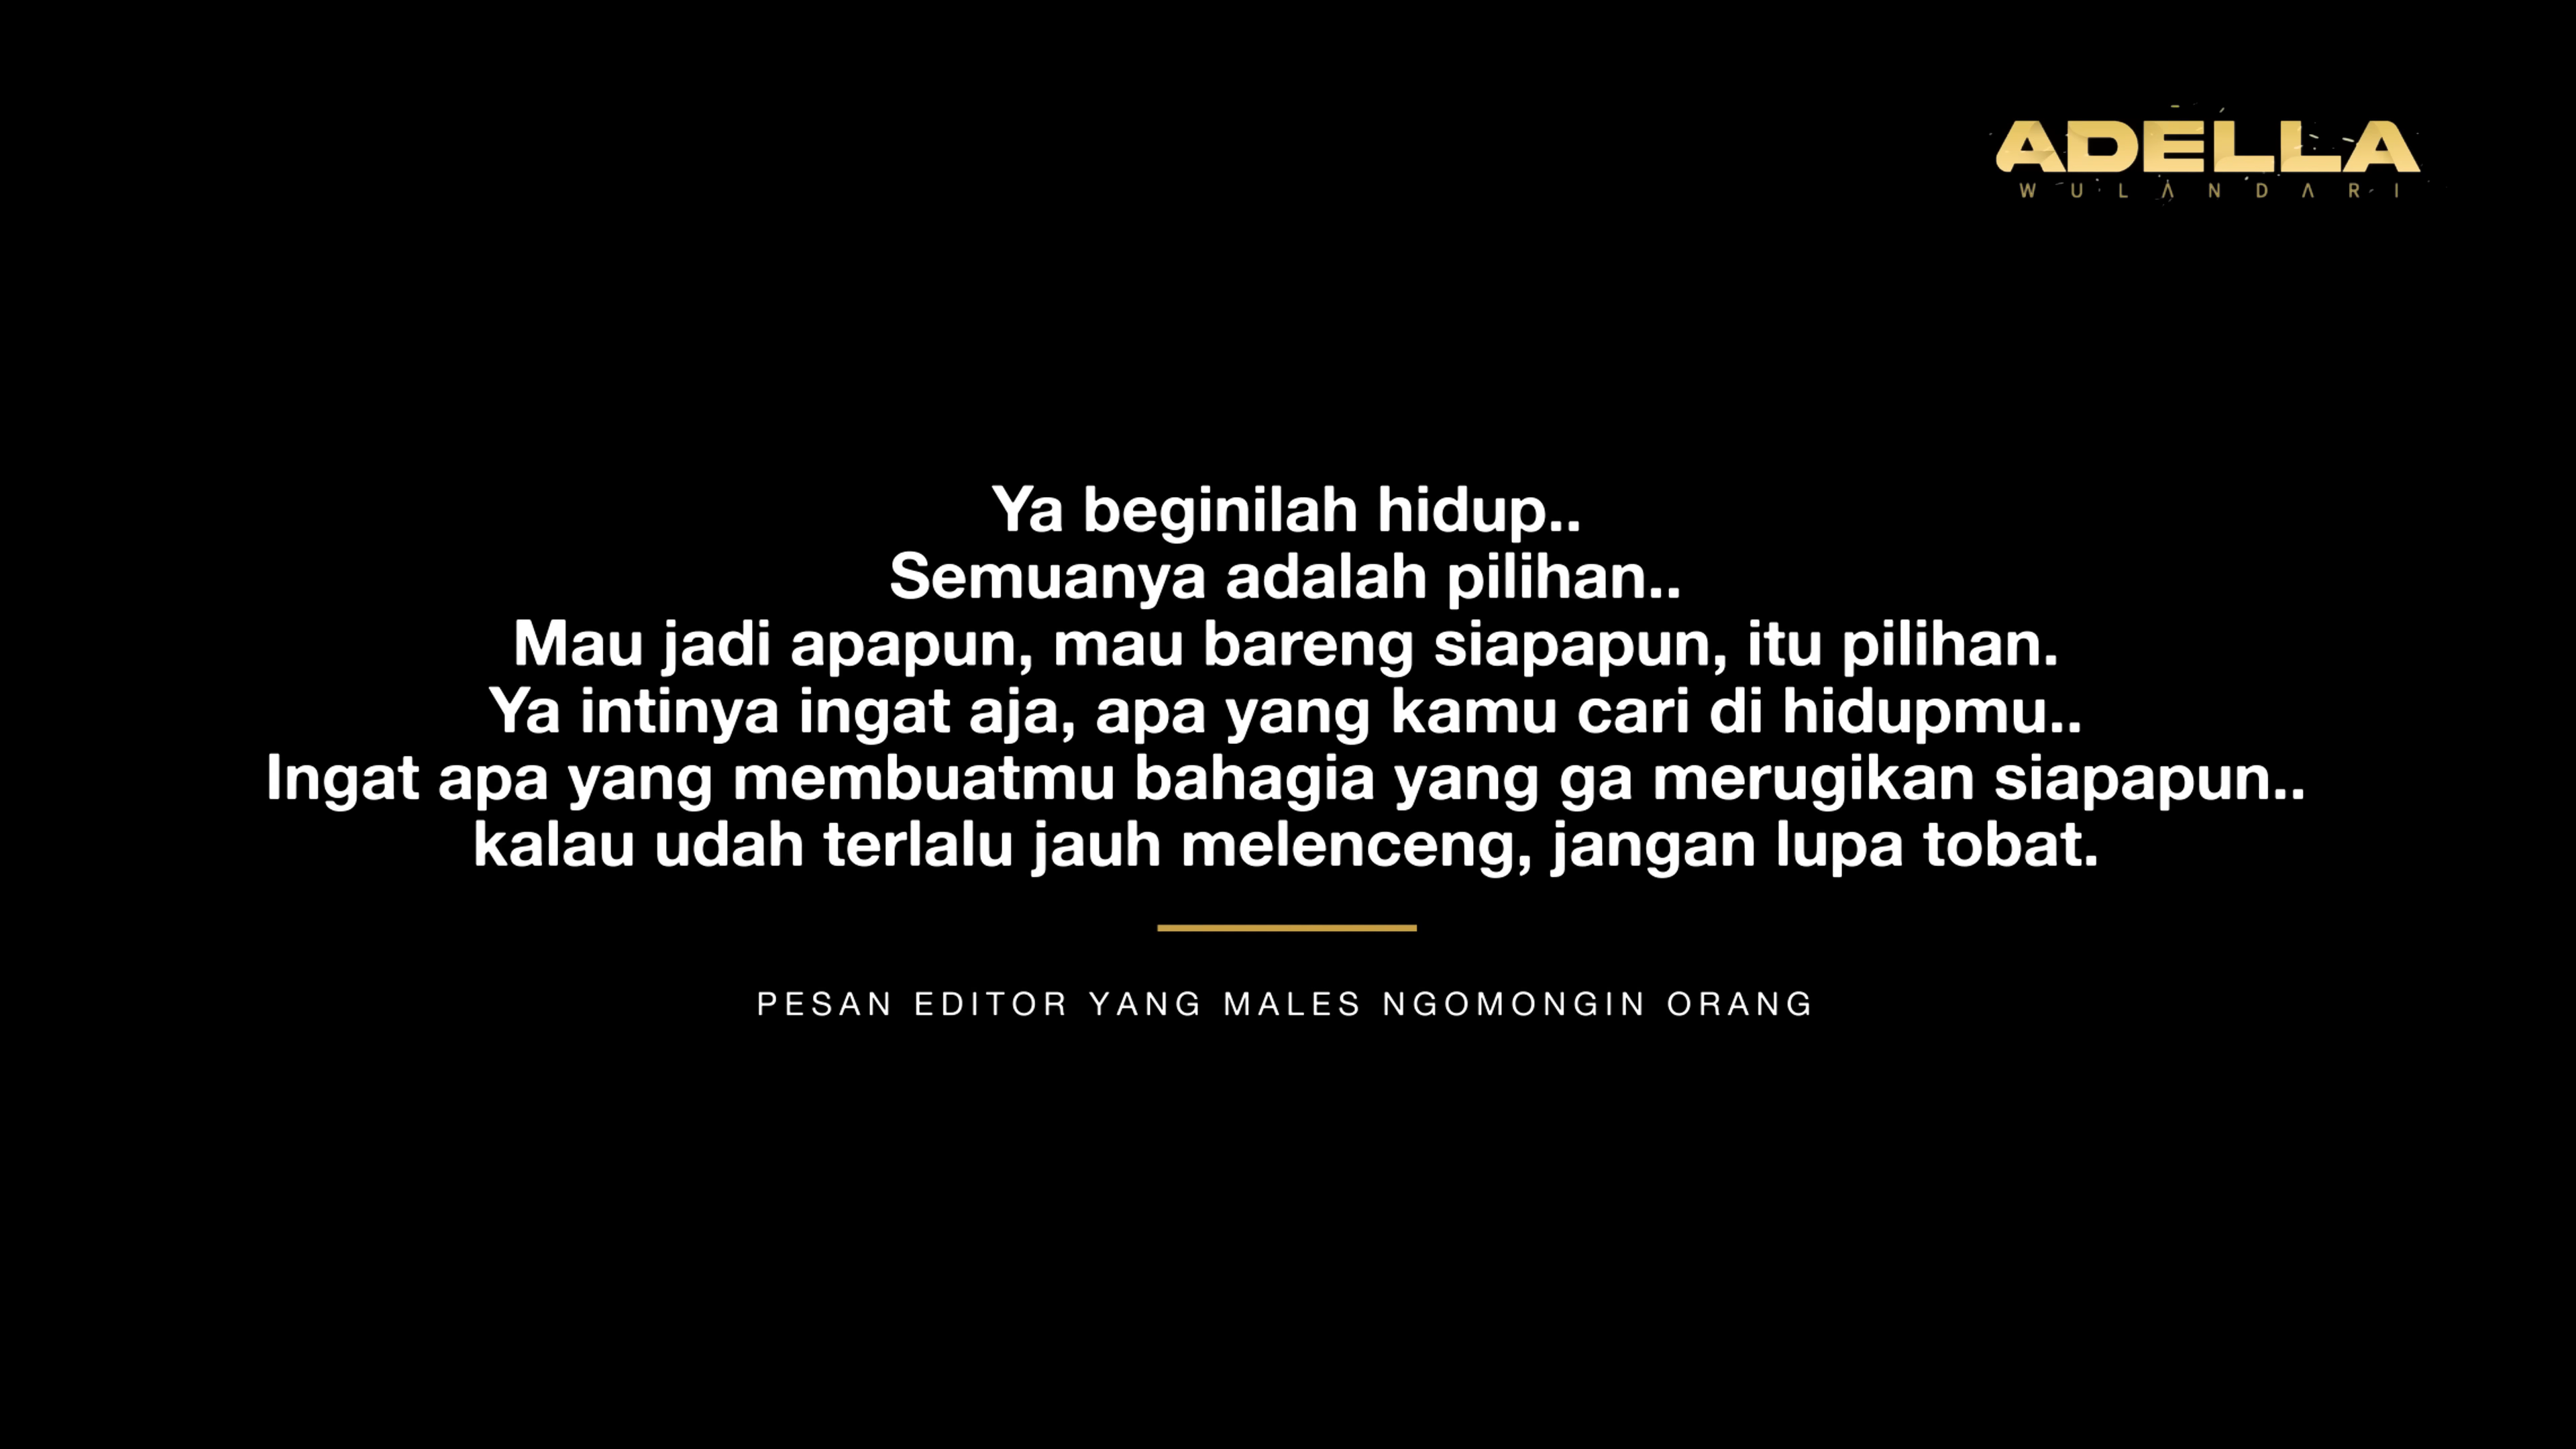 ADELLA
WULANDARI
Ya beginilah hidup..
Semuanya adalah pilihan..
Mau jadi apapun, mau bareng siapapun, itu pilihan.
Ya intinya ingat aja, apa yang kamu cari di hidupmu..
Ingat apa yang membuatmu bahagia yang ga merugikan siapapun..
kalau udah terlalu jauh melenceng, jangan lupa tobat.
PESAN EDITOR YANG MALES NGOMONGIN ORANG